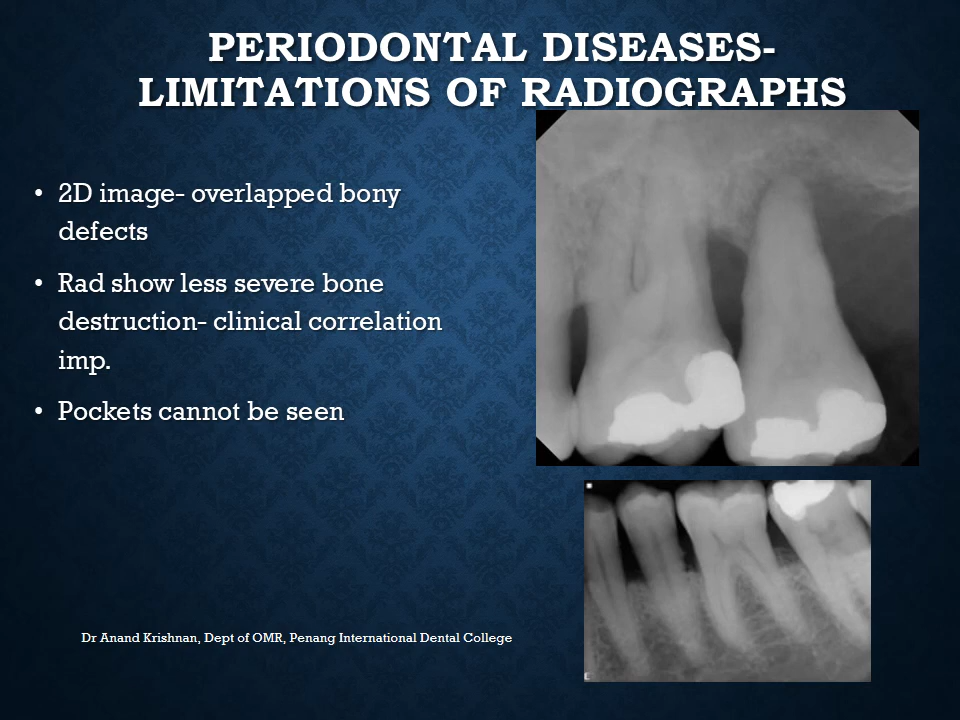 PERIODONTAL DISEASES-
LIMITATIONS OF RADIOGRAPHS
• 2D image- overlapped bony
defects
• Rad show less severe bone
destruction- clinical correlation
imp.
• Pockets cannot be seen
Dr Anand Krishnan, Dept of OMR, Penang International Dental College